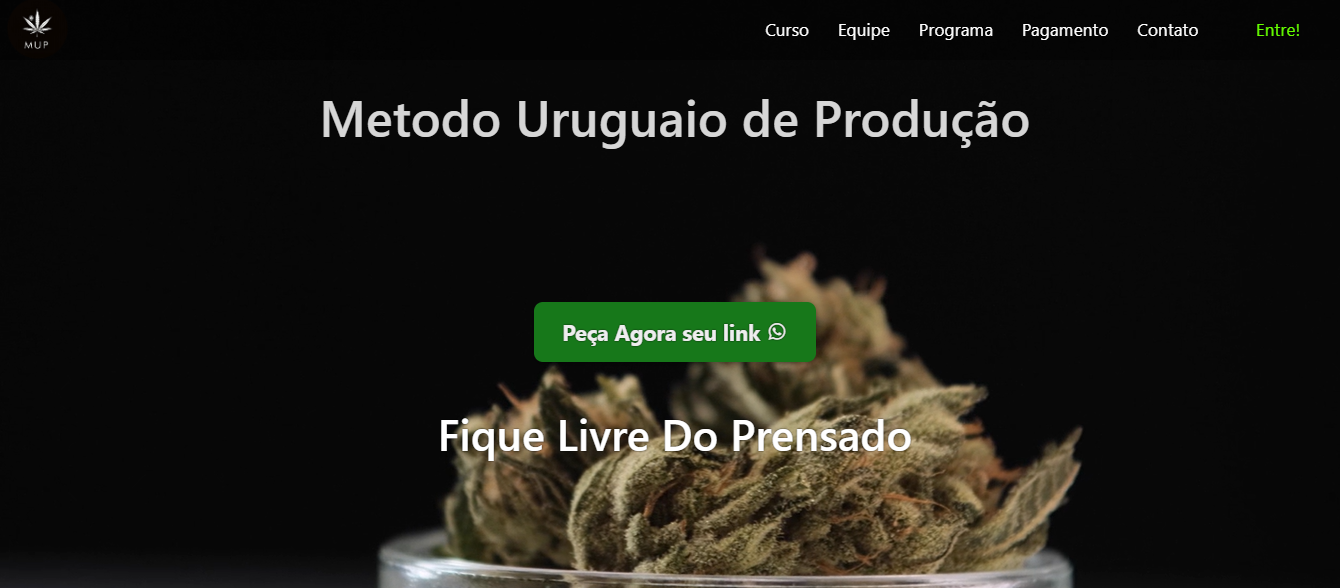 MUP
Curso Equipe Programa Pagamento Contato Entre!
Metodo Uruguaio de Produção
Peça Agora seu link
Fique Livre Do Prensado